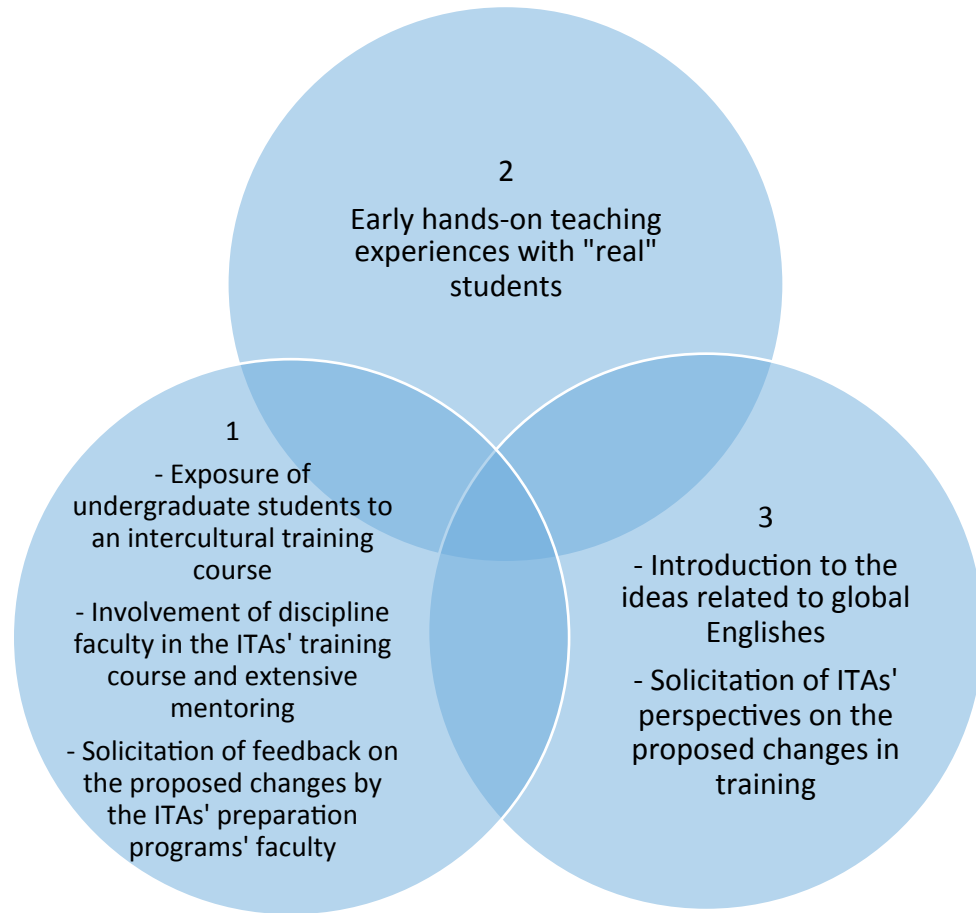 2
Early hands-on teaching
experiences with "real"
students
1
- Exposure of
undergraduate students to
an intercultural training
course
- Involvement of discipline
faculty in the ITAs' training
course and extensive
mentoring
- Solicitation of feedback on
the proposed changes by
the ITAs' preparation
programs' faculty
3
- Introduction to the
ideas related to global
Englishes
- Solicitation of ITAs'
perspectives on the
proposed changes in
training